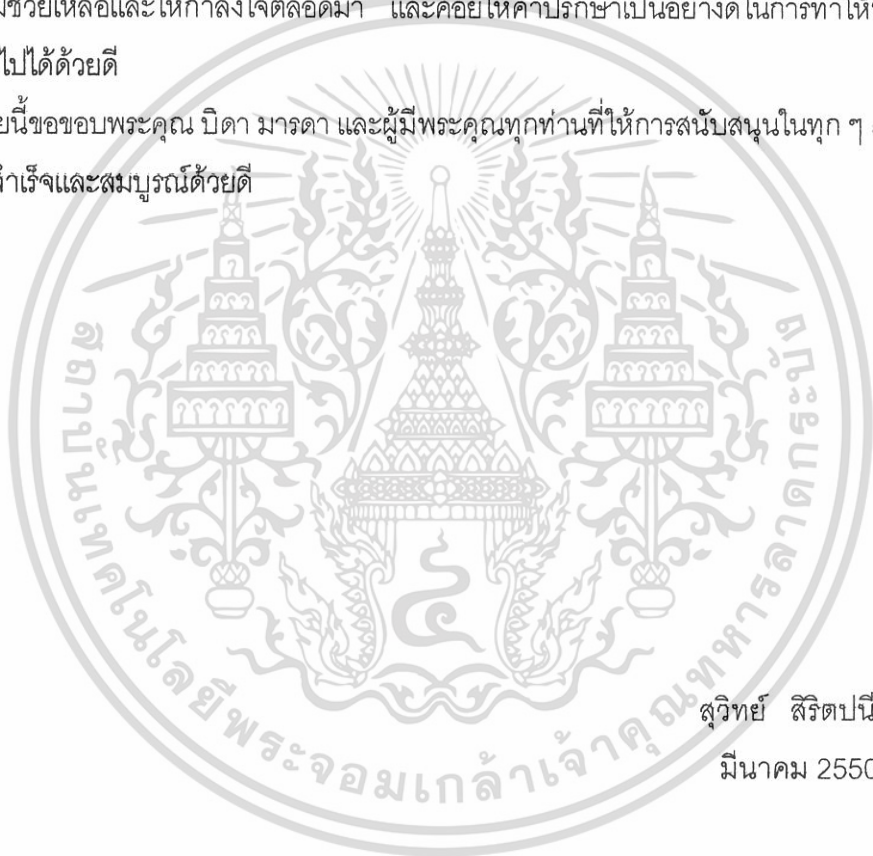 ช่วยเหลือและให้กำลังใจตลอดมา และคอยให้คำปรึกษาเป็นอย่างดีในการทำให้
ไปได้ด้วยดี
ยนี้ขอขอบพระคุณ บิดา มารดา และผู้มีพระคุณทุกท่านที่ให้การสนับสนุนในทุก ๆ
สำเร็จและสมบูรณ์ด้วยดี
สถาบันเทคโนโลยีพระจอมเกล้าเจ้าคุณทหารลาดกระบัง
สุวิทย์ สิริตปนี
มีนาคม 2550